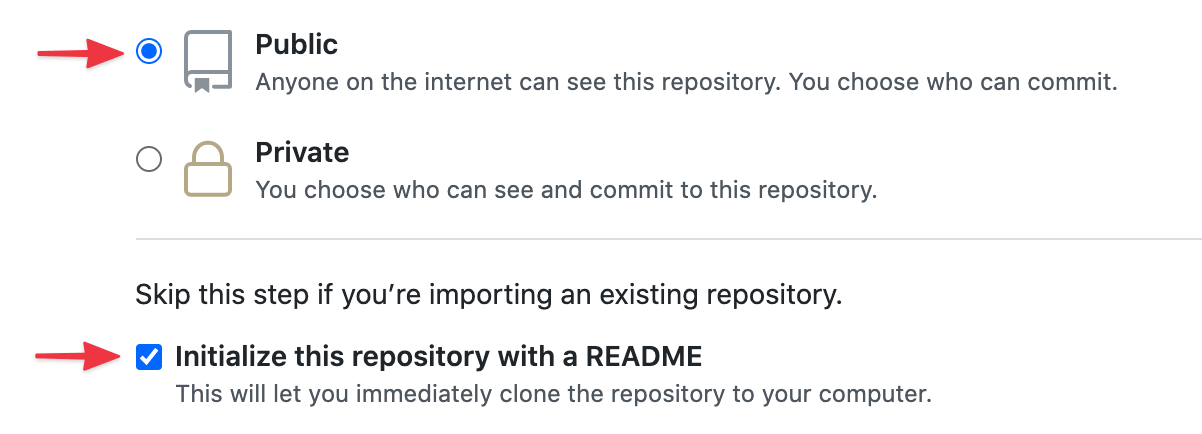 Public
Anyone on the internet can see this repository. You choose who can commit.
Private
You choose who can see and commit to this repository.
Skip this step if you’re importing an existing repository.
Initialize this repository with a README
This will let you immediately clone the repository to your computer.